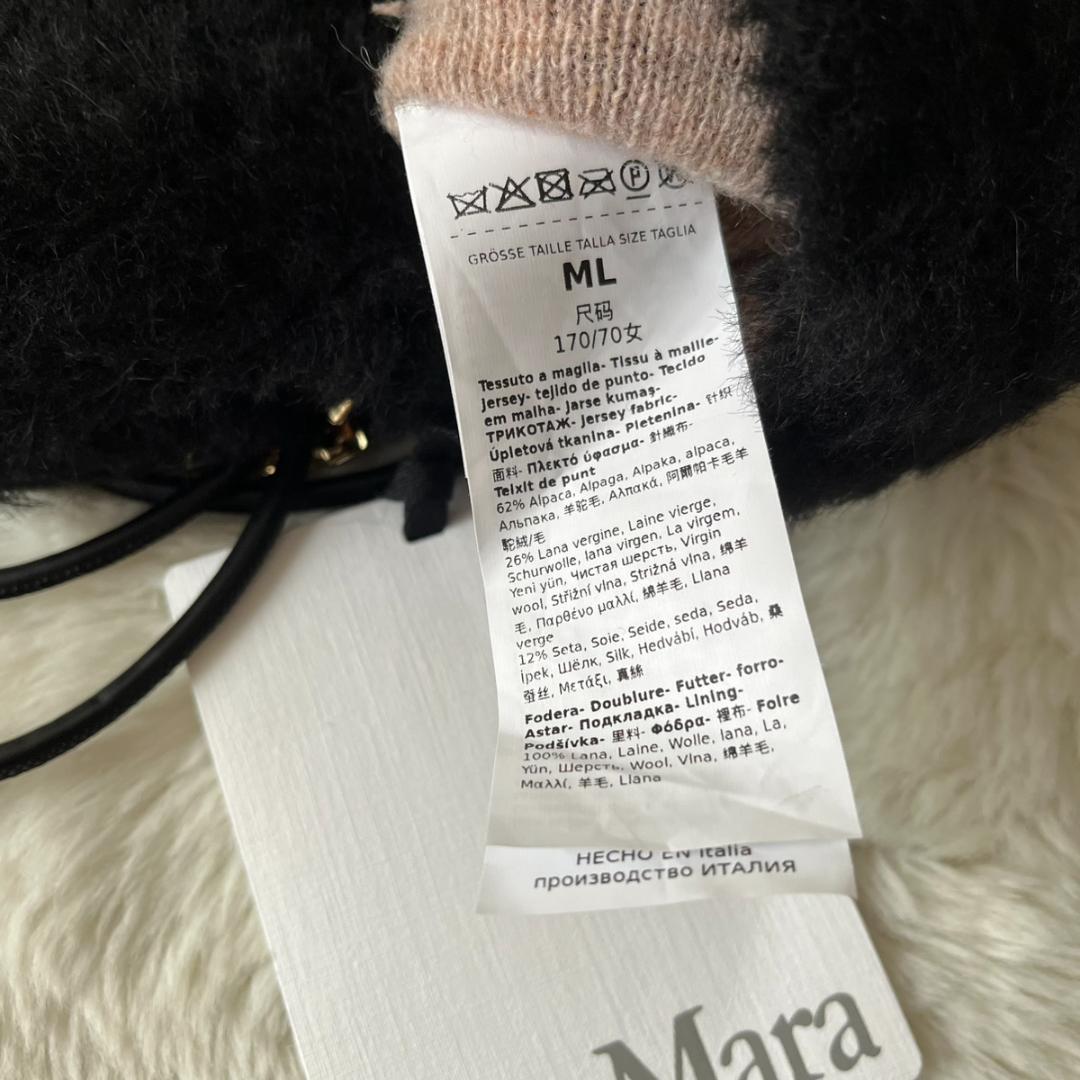 GRÖSSE TAILLE TALLA SIZE TAGLIA
ML
尺码
170/70女
Tessuto a maglia- Tissu à maille-
jersey- tejido de punto- Tecido
em malha- jarse kumaş-
ТРИКОТАЖ- jersey fabric-
Úpletová tkanina- Pletenina- 针织
面料- Πλεκτό ύφασμα- 針織布-
Teixit de punt
62% Alpaca, Alpaga, Alpaka, alpaca,
Альпака, 羊驼毛, Αλπακά, 阿爾帕卡毛羊
駝絨/毛
26% Lana vergine, Laine vierge,
Schurwolle, lana virgen, La virgem,
Yeni yün, Чистая шерсть, Virgin
wool, Střižní vlna, Strižná vlna, 绵羊
毛, Παρθένο μαλλί, 綿羊毛, Llana
verge
12% Seta, Soie, Seide, seda, Seda,
İpek, Шёлк, Silk, Hedvábí, Hodváb, 桑
蚕丝, Μετάξι, 真絲
Fodera- Doublure- Futter- forro-
Astar- Подкладка- Lining-
Podšívka- 里料- Φόδρα- 裡布- Folre
100% Lana, Laine, Wolle, lana, La,
Yün, Шерсть, Wool, Vlna, 绵羊毛,
Μαλλί, 羊毛, Llana
HECHO EN Italia
производство ИТАЛИЯ
Mara